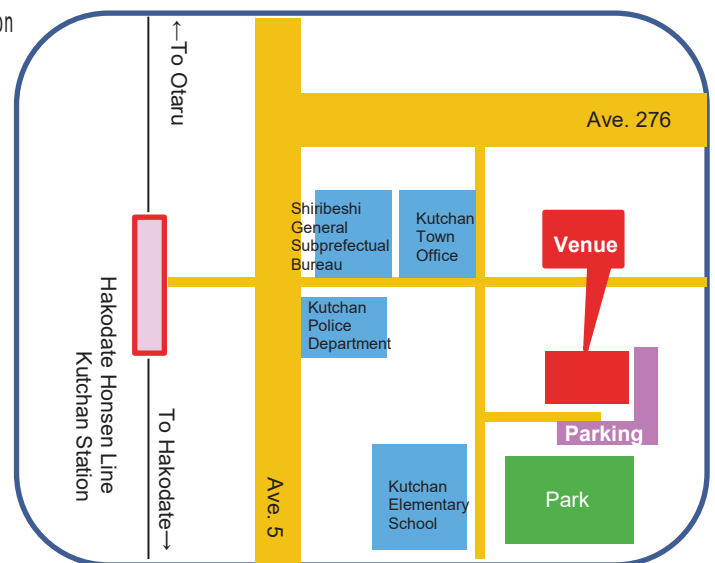 on
←To Otaru
Ave. 276
Shiribeshi
General
Subprefectual
Bureau
Kutchan
Town
Office
Venue
Kutchan
Police
Department
Hakodate Honsen Line
Kutchan Station
To Hakodate→
Parking
Ave. 5
Kutchan
Elementary
School
Park